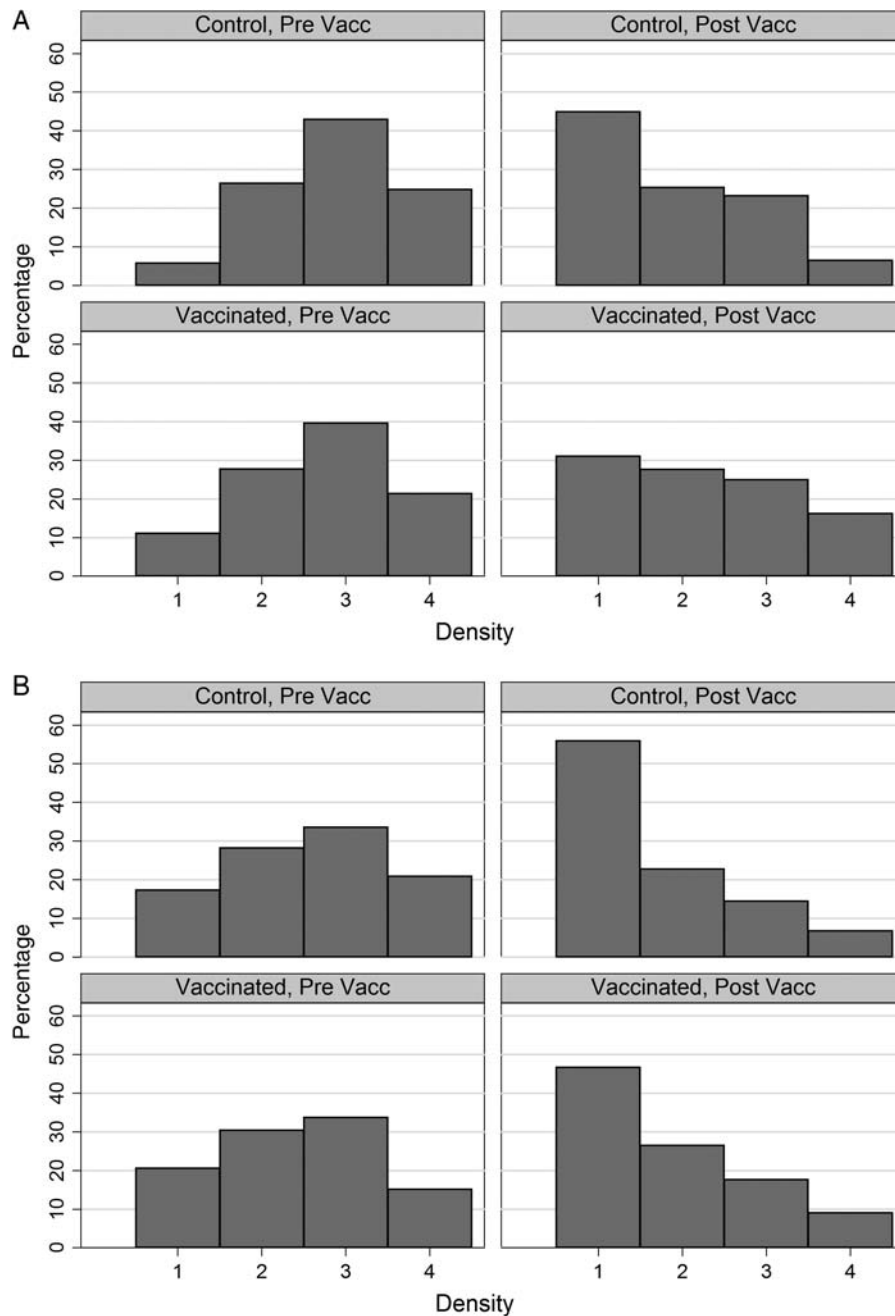 A
Control, Pre Vacc
Control, Post Vacc
60
50
40
30
20
10
0
Vaccinated, Pre Vacc
Vaccinated, Post Vacc
60
50
40
30
20
10
0
Percentage
1 2 3 4 1 2 3 4
Density
B
Control, Pre Vacc
Control, Post Vacc
60
50
40
30
20
10
0
Vaccinated, Pre Vacc
Vaccinated, Post Vacc
60
50
40
30
20
10
0
Percentage
1 2 3 4 1 2 3 4
Density